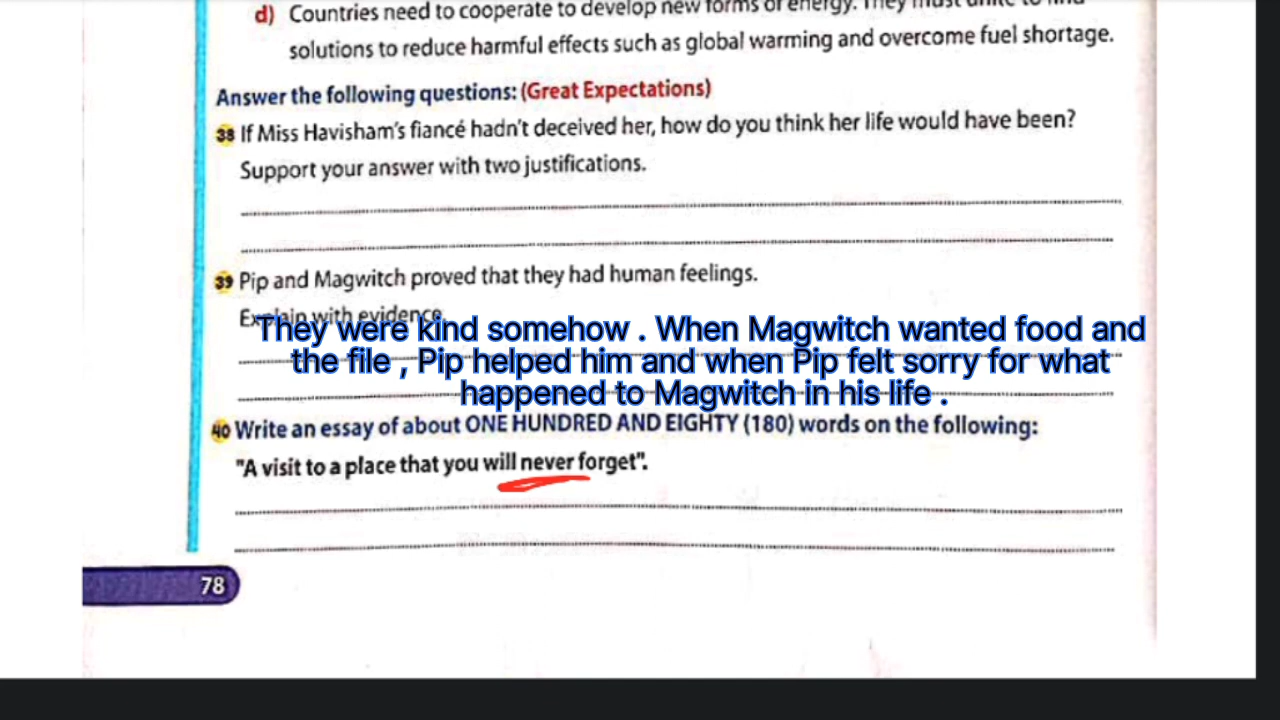 d) Countries need to cooperate to develop new forms of energy. They must unite to find
solutions to reduce harmful effects such as global warming and overcome fuel shortage.
Answer the following questions: (Great Expectations)
38 If Miss Havisham's fiancé hadn't deceived her, how do you think her life would have been?
Support your answer with two justifications.
39 Pip and Magwitch proved that they had human feelings.
Explain with evidence.
They were kind somehow . When Magwitch wanted food and
the file , Pip helped him and when Pip felt sorry for what
happened to Magwitch in his life .
40 Write an essay of about ONE HUNDRED AND EIGHTY (180) words on the following:
"A visit to a place that you will never forget".
78